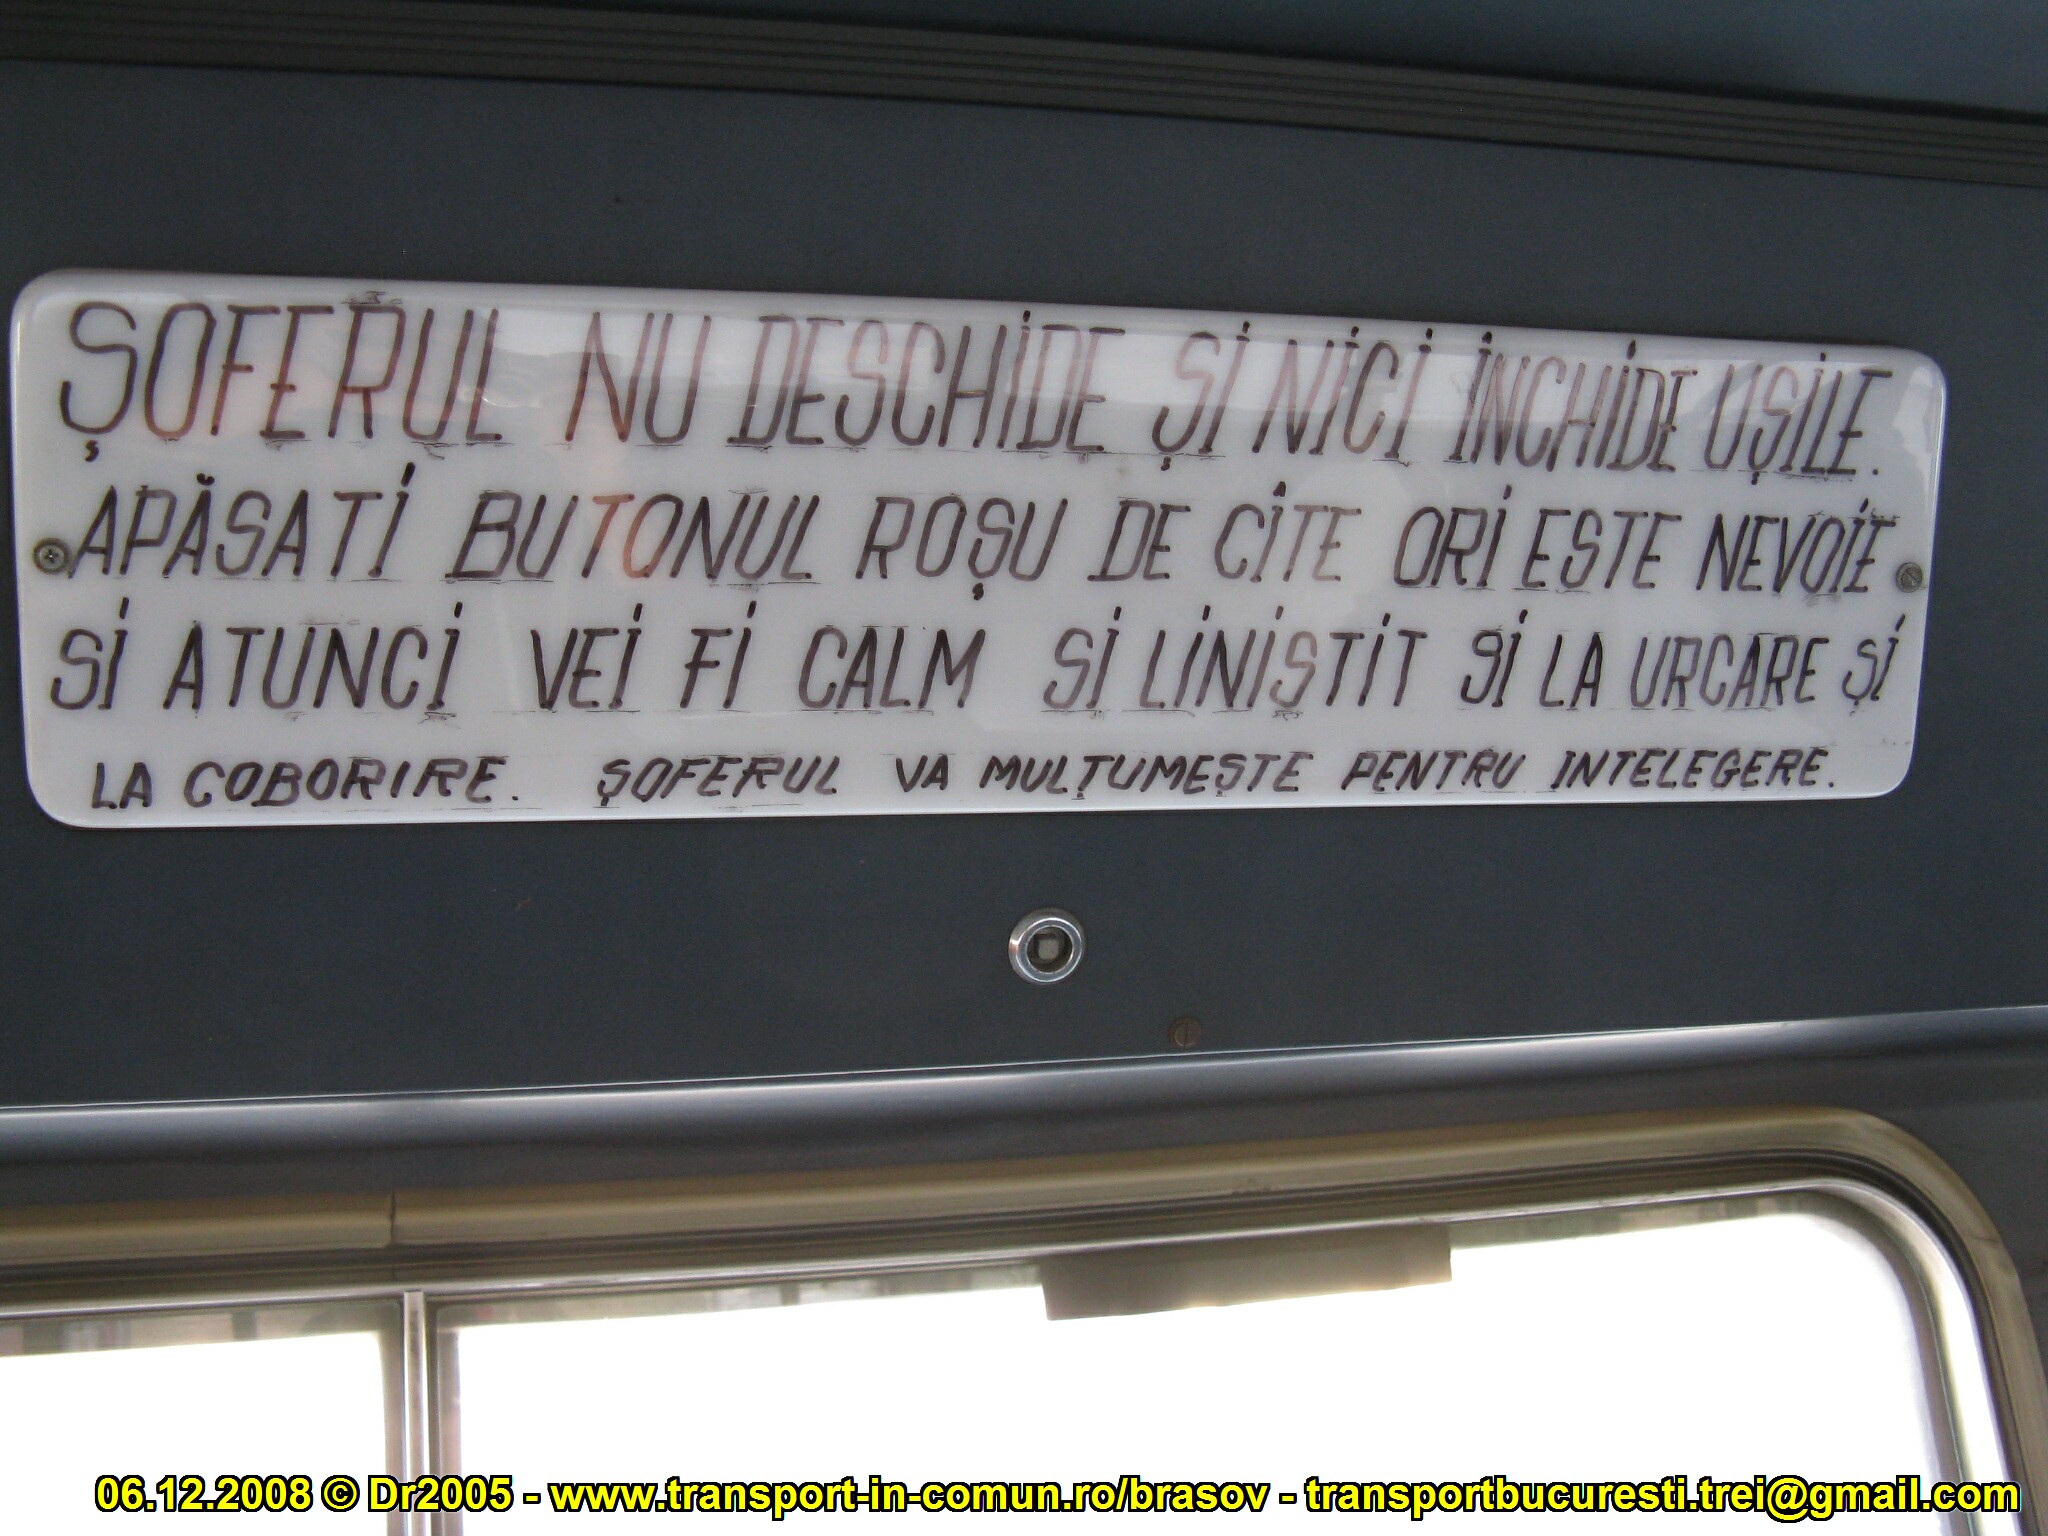 ŞOFERUL NU DESCHIDE ŞI NICI ÎNCHIDE UŞILE.
APĂSATI BUTONUL ROŞU DE CÎTE ORI ESTE NEVOIE
SI ATUNCI VEI FI CALM SI LINISTIT SI LA URCARE ŞI
LA COBORIRE. ŞOFERUL VA MULŢUMEŞTE PENTRU INTELEGERE.
06.12.2008 © Dr2005 - www.transport-in-comun.ro/brasov - transportbucuresti.trei@gmail.com